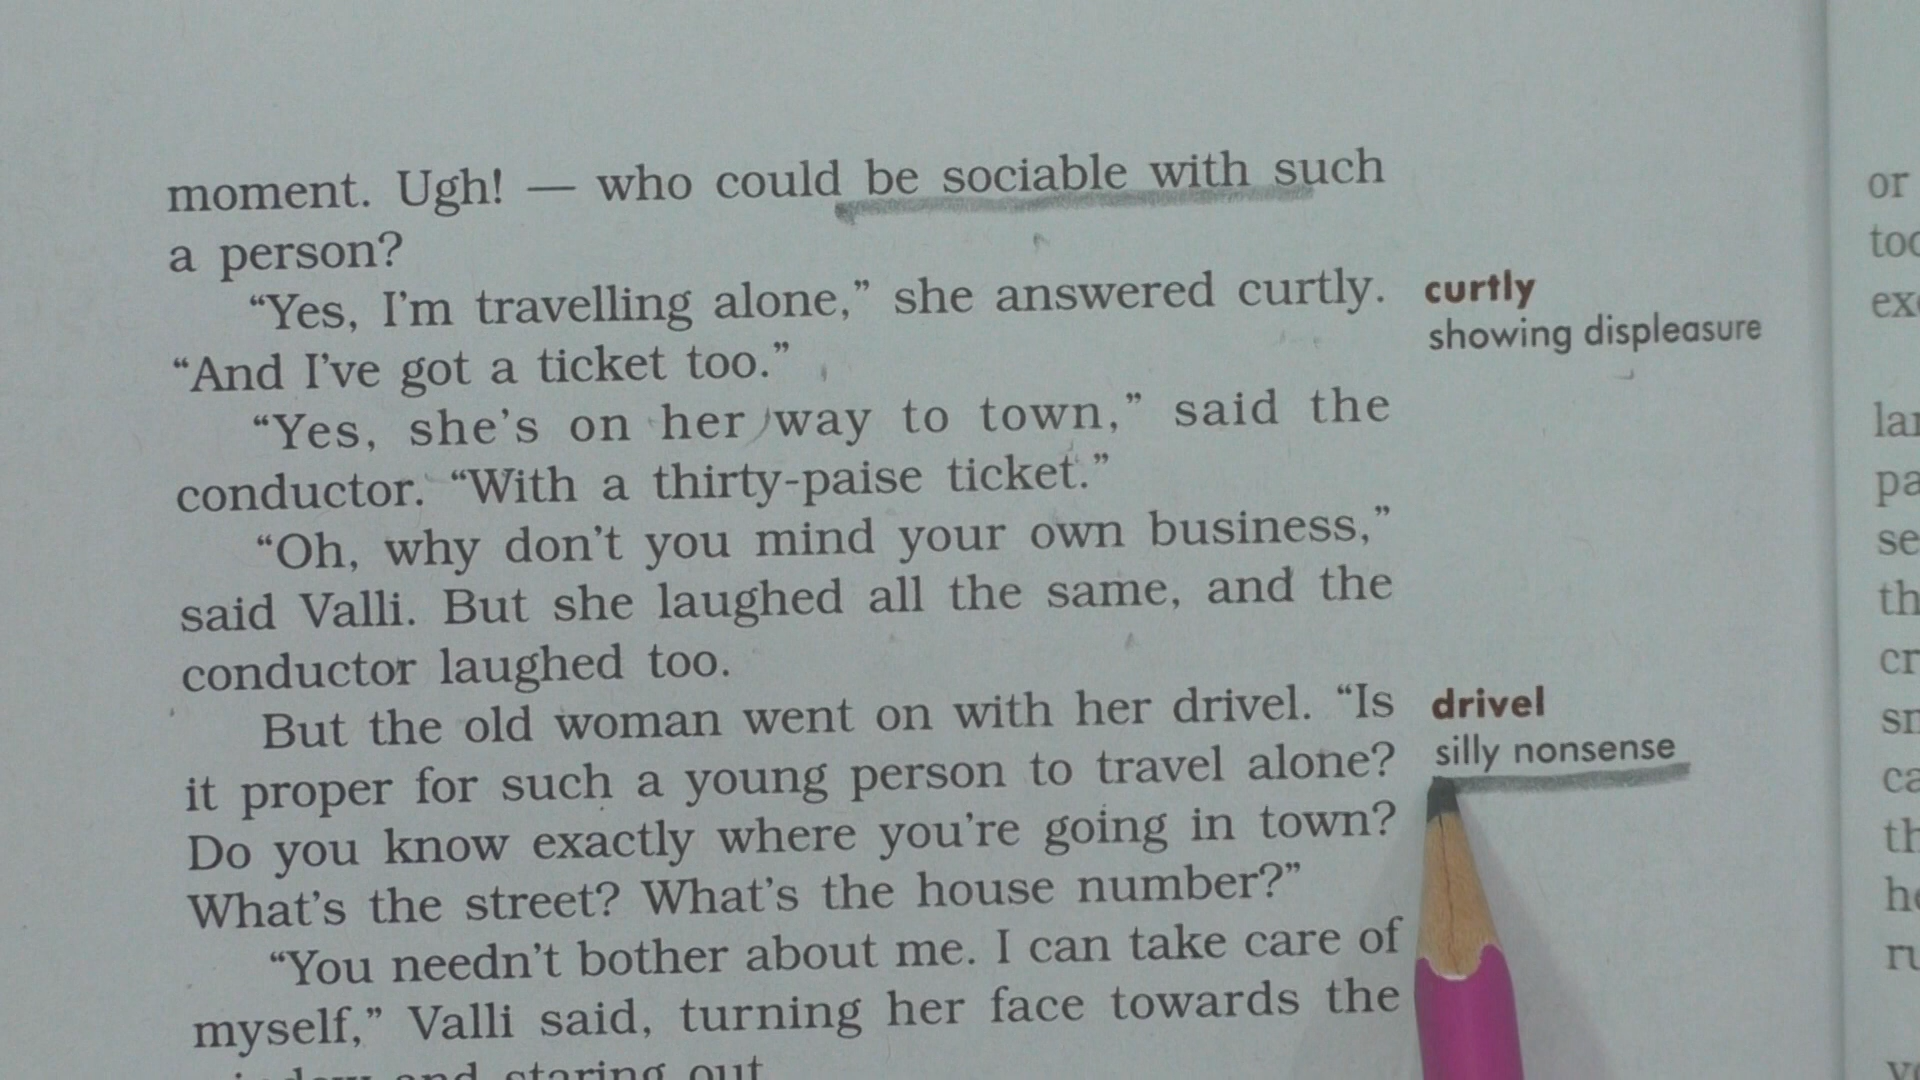 moment. Ugh! — who could be sociable with such
a person?
“Yes, I'm travelling alone,” she answered curtly.
“And I've got a ticket too.”
“Yes, she's on her way to town,” said the
conductor. “With a thirty-paise ticket.”
“Oh, why don't you mind your own business,”
said Valli. But she laughed all the same, and the
conductor laughed too.
But the old woman went on with her drivel. “Is
it proper for such a young person to travel alone?
Do you know exactly where you're going in town?
What's the street? What's the house number?”
“You needn't bother about me. I can take care of
myself,” Valli said, turning her face towards the
and staring out
curtly
showing displeasure
drivel
silly nonsense
or